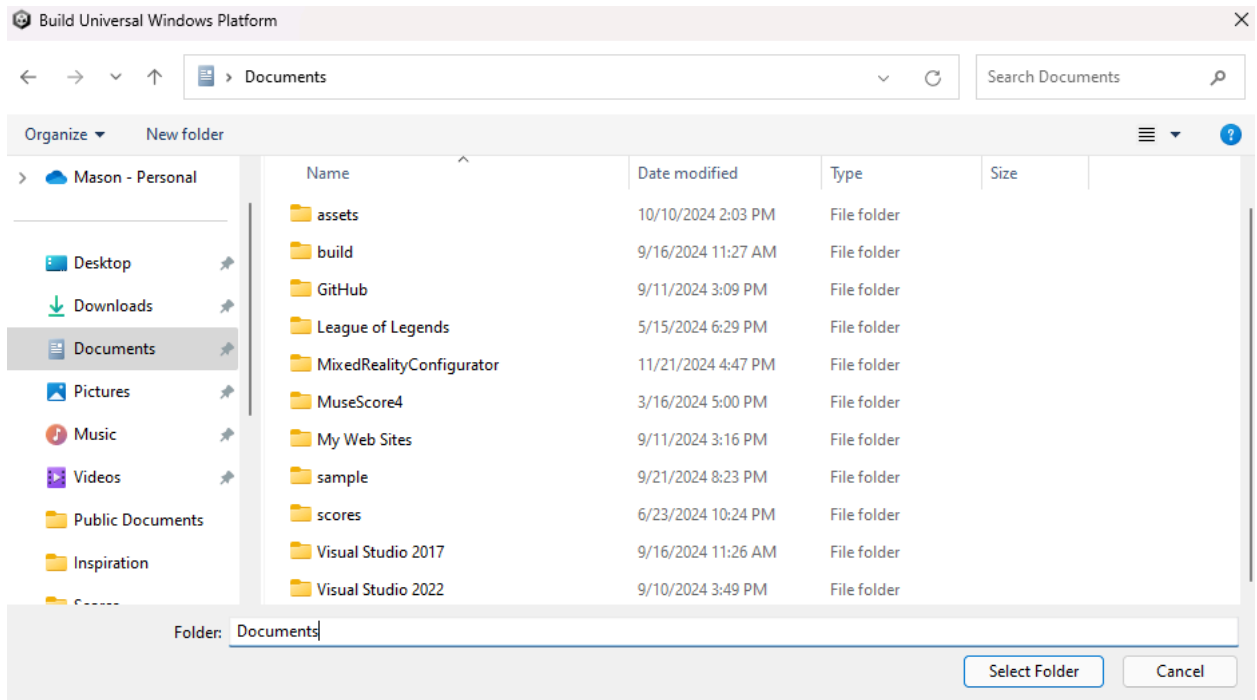 Build Universal Windows Platform
Documents
Search Documents
Organize
New folder
Mason - Personal
Desktop
Downloads
Documents
Pictures
Music
Videos
Public Documents
Inspiration
Name Date modified Type Size
assets 10/10/2024 2:03 PM File folder
build 9/16/2024 11:27 AM File folder
GitHub 9/11/2024 3:09 PM File folder
League of Legends 5/15/2024 6:29 PM File folder
MixedRealityConfigurator 11/21/2024 4:47 PM File folder
MuseScore4 3/16/2024 5:00 PM File folder
My Web Sites 9/11/2024 3:16 PM File folder
sample 9/21/2024 8:23 PM File folder
scores 6/23/2024 10:24 PM File folder
Visual Studio 2017 9/16/2024 11:26 AM File folder
Visual Studio 2022 9/10/2024 3:49 PM File folder
Folder: Documents
Select Folder
Cancel